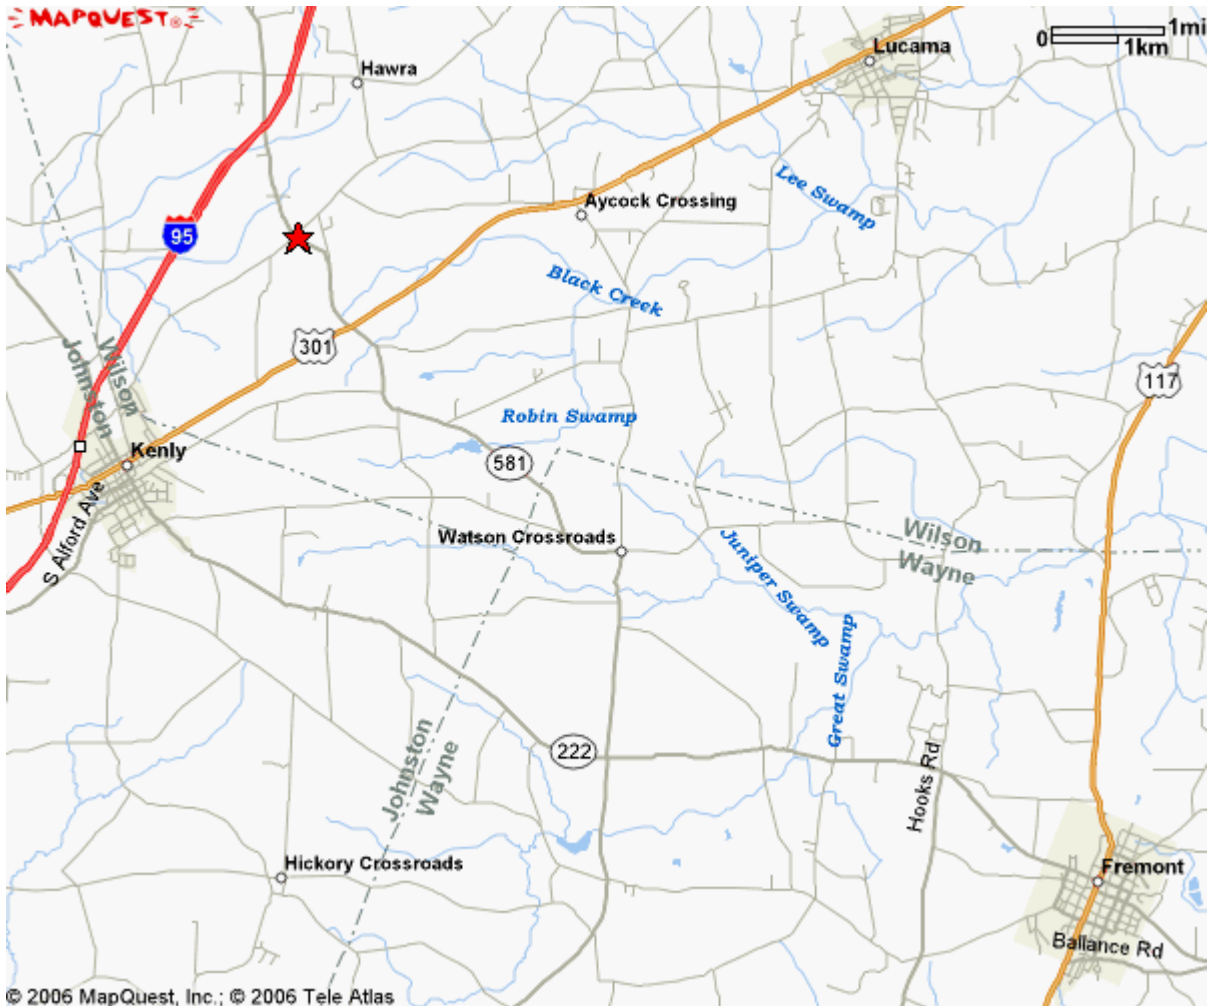 MAPQUEST®
0
1mi
1km
Lucama
Hawra
Lee Swamp
Aycock Crossing
95
Black Creek
301
117
Johnston
Wilson
Robin Swamp
Kenly
581
S Alford Ave
Watson Crossroads
Wilson
Wayne
Juniper Swamp
Great Swamp
Johnston
Wayne
222
Hooks Rd
Hickory Crossroads
Fremont
Ballance Rd
© 2006 MapQuest, Inc.; © 2006 Tele Atlas